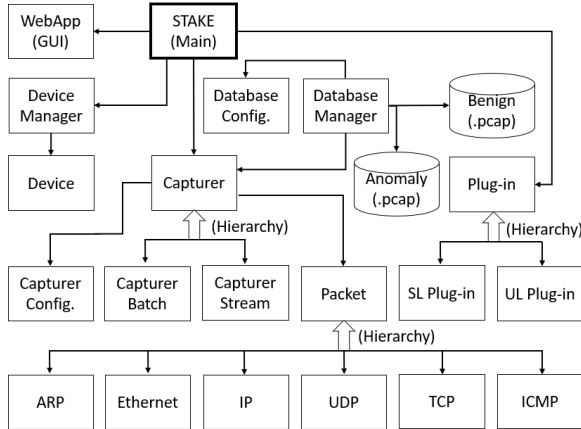 WebApp
(GUI)
STAKE
(Main)
Device
Manager
Database
Config.
Database
Manager
Benign
(.pcap)
Device
Capturer
Anomaly
(.pcap)
Plug-in
(Hierarchy)
(Hierarchy)
Capturer
Config.
Capturer
Batch
Capturer
Stream
Packet
SL Plug-in
UL Plug-in
(Hierarchy)
ARP
Ethernet
IP
UDP
TCP
ICMP